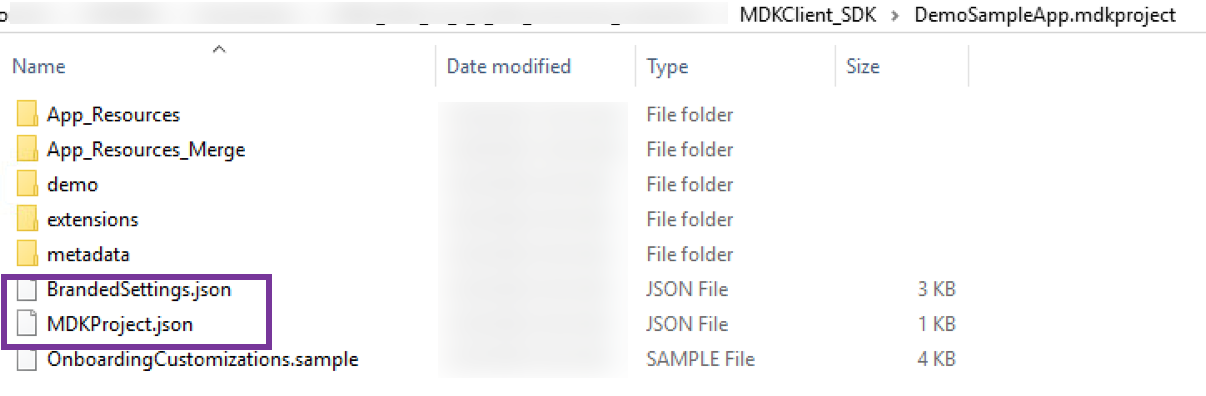 MDKClient_SDK > DemoSampleApp.mdkproject
Name Date modified Type Size
App_Resources File folder
App_Resources_Merge File folder
demo File folder
extensions File folder
metadata File folder
BrandedSettings.json JSON File 3 KB
MDKProject.json JSON File 1 KB
OnboardingCustomizations.sample SAMPLE File 4 KB